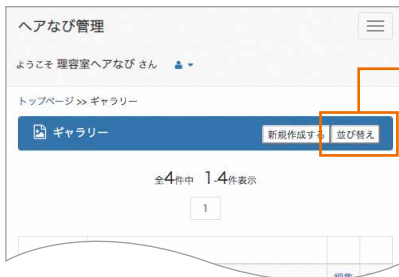 ヘアなび管理
ようこそ 理容室ヘアなび さん
トップページ >> ギャラリー
ギャラリー 新規作成する 並び替え
全4件中 1-4件表示
1
編集